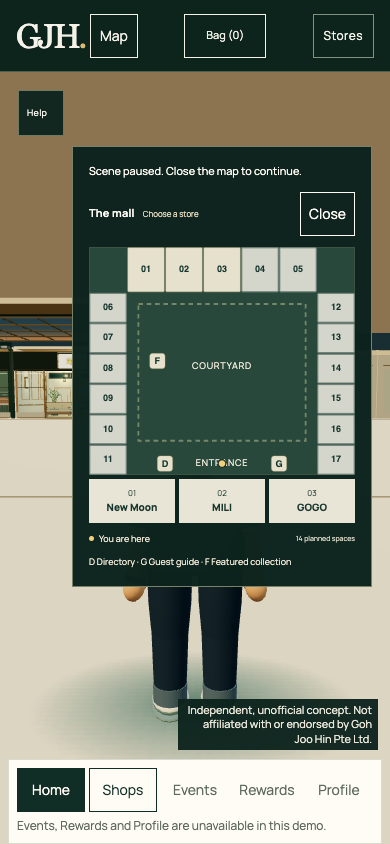 GJH.
Map
Bag (0)
Stores
Help
Scene paused. Close the map to continue.
The mall Choose a store
Close
01 02 03 04 05
06 12
07 13
08 14
F
COURTYARD
09 15
10 16
11 17
D ENTRANCE G
01
New Moon
02
MILI
03
GOGO
You are here
14 planned spaces
D Directory · G Guest guide · F Featured collection
Independent, unofficial concept. Not
affiliated with or endorsed by Goh
Joo Hin Pte Ltd.
Home Shops Events Rewards Profile
Events, Rewards and Profile are unavailable in this demo.